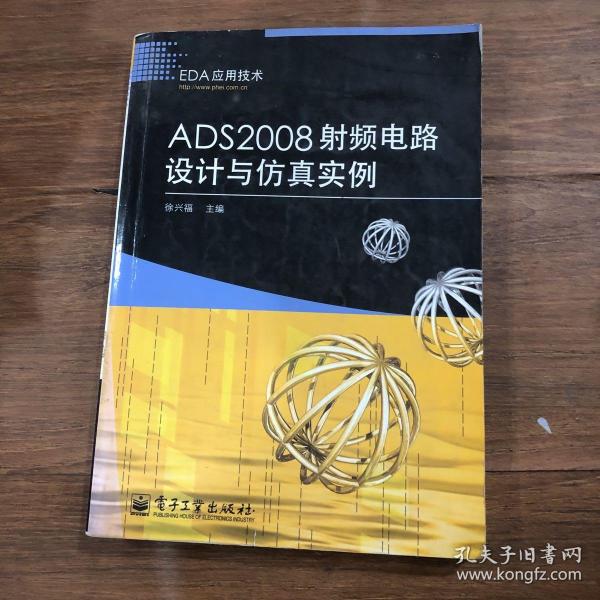 EDA应用技术
http://www.phei.com.cn
ADS2008射频电路
设计与仿真实例
徐兴福 主编
電子工業出版社
PUBLISHING HOUSE OF ELECTRONICS INDUSTRY
孔夫子旧书网
www.kongfz.com